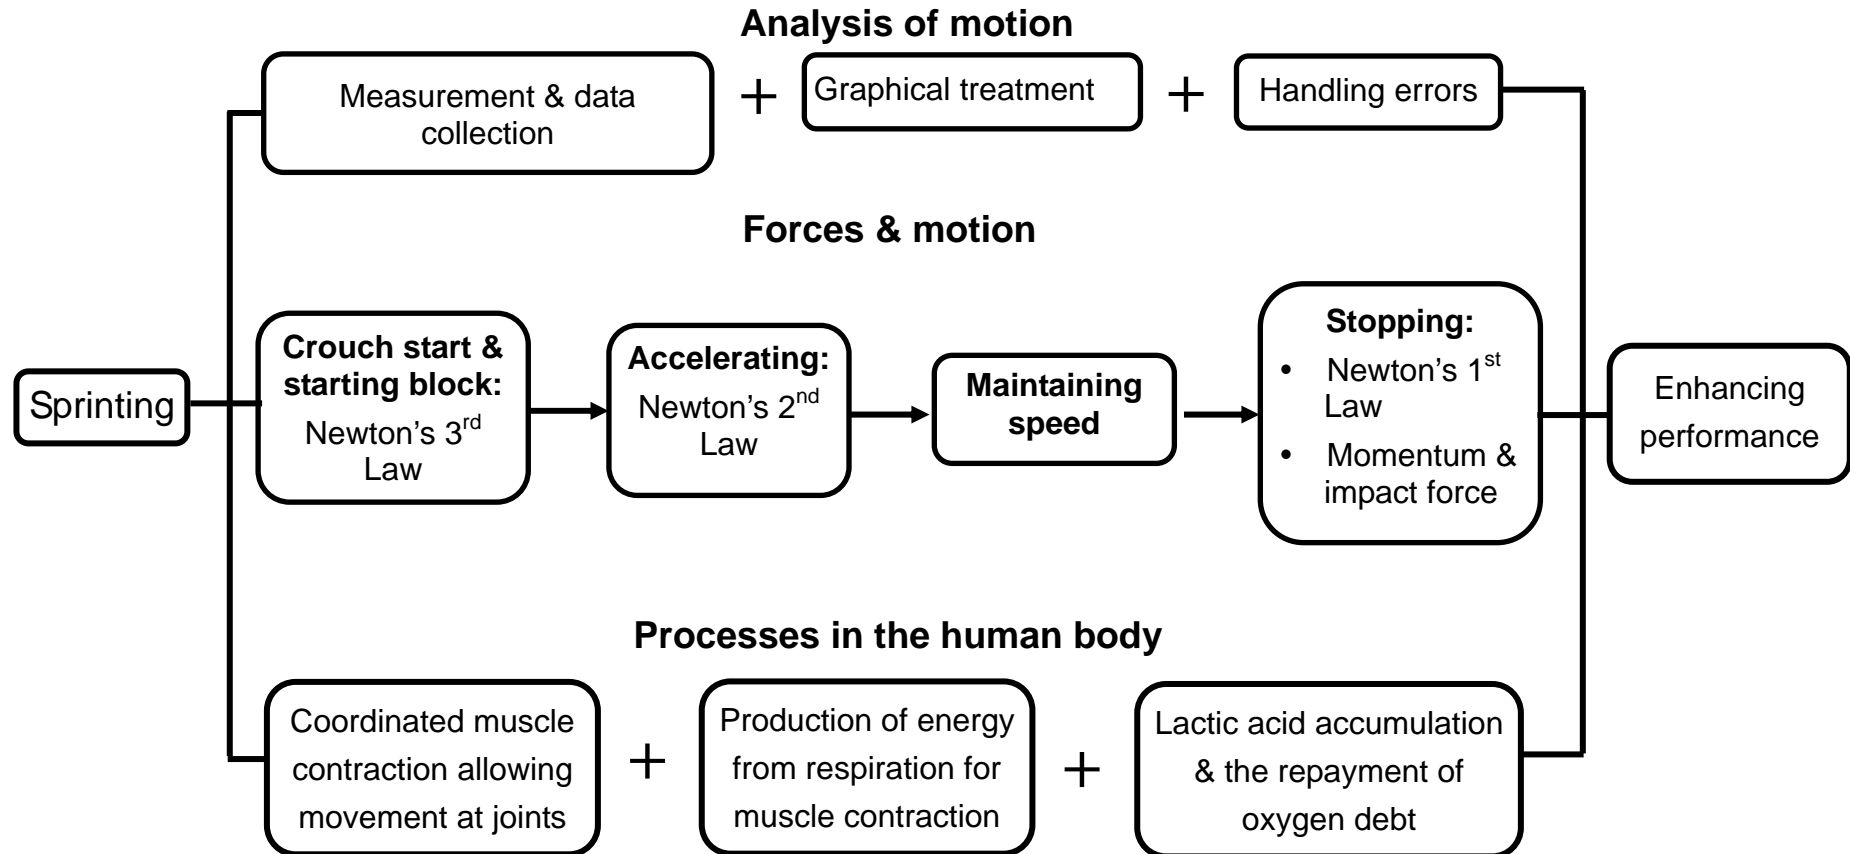 Analysis of motion
Measurement & data
collection
+
Graphical treatment
+
Handling errors
Forces & motion
Sprinting
Crouch start &
starting block:
Newton's 3rd
Law
Accelerating:
Newton's 2nd
Law
Maintaining
speed
Stopping:
• Newton's 1st
Law
• Momentum &
impact force
Enhancing
performance
Processes in the human body
Coordinated muscle
contraction allowing
movement at joints
+
Production of energy
from respiration for
muscle contraction
+
Lactic acid accumulation
& the repayment of
oxygen debt